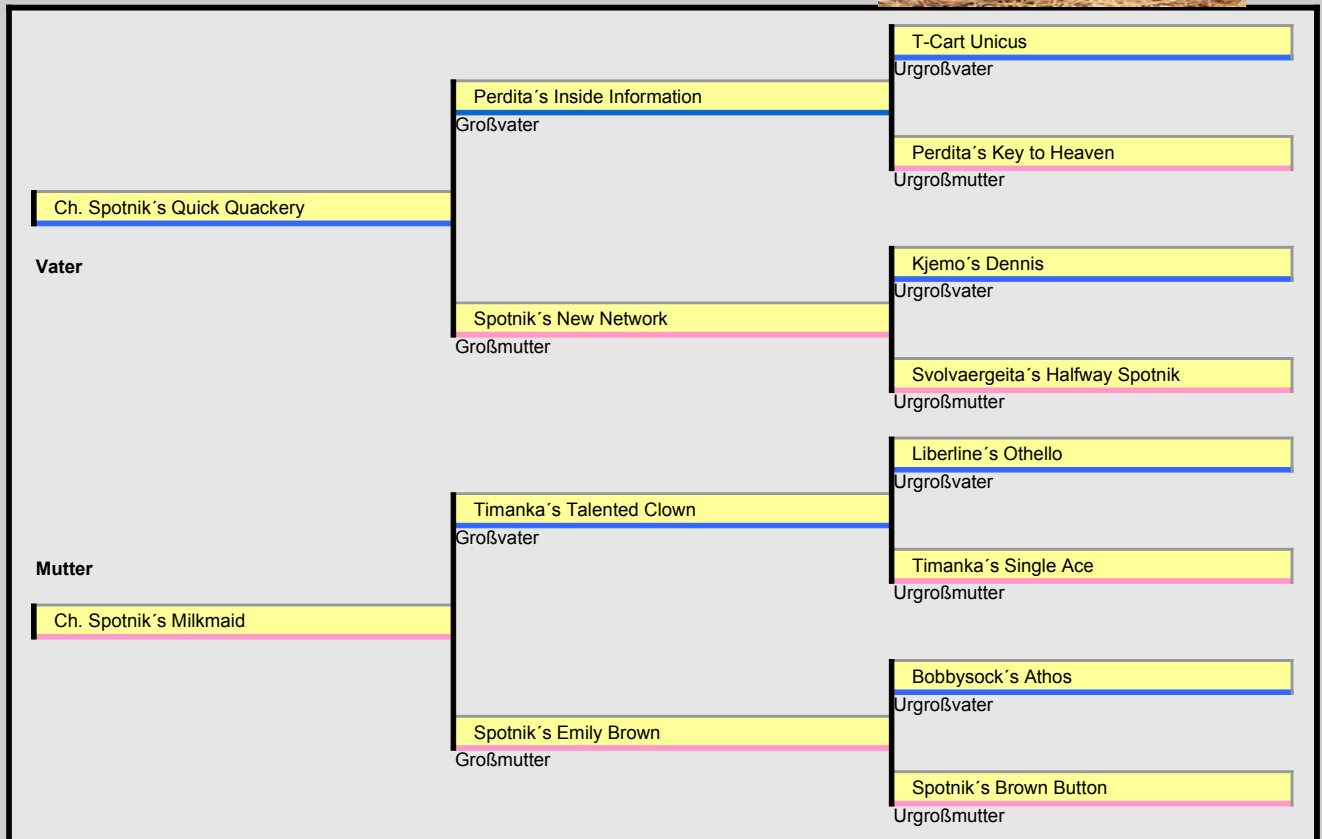 T-Cart Unicus
Urgroßvater
Perdita´s Inside Information
Großvater
Perdita´s Key to Heaven
Urgroßmutter
Ch. Spotnik´s Quick Quackery
Vater
Kjemo´s Dennis
Urgroßvater
Spotnik´s New Network
Großmutter
Svolvaergeita´s Halfway Spotnik
Urgroßmutter
Liberline´s Othello
Urgroßvater
Timanka´s Talented Clown
Großvater
Mutter
Timanka´s Single Ace
Urgroßmutter
Ch. Spotnik´s Milkmaid
Bobbysock´s Athos
Urgroßvater
Spotnik´s Emily Brown
Großmutter
Spotnik´s Brown Button
Urgroßmutter